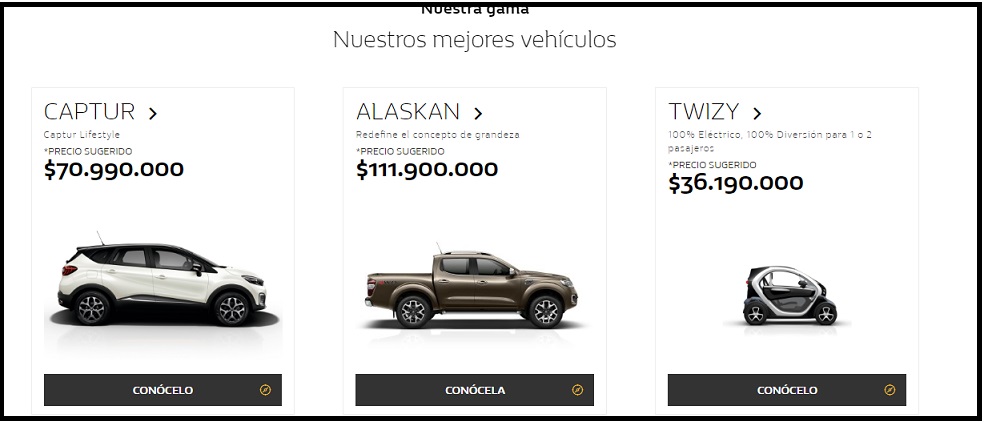 Nuestra gama
Nuestros mejores vehículos
CAPTUR
Captur Lifestyle
*PRECIO SUGERIDO
$70.990.000
CONÓCELO
ALASKAN
Redefine el concepto de grandeza
*PRECIO SUGERIDO
$111.900.000
CONÓCELA
TWIZY
100% Eléctrico, 100% Diversión para 1 o 2
pasajeros
*PRECIO SUGERIDO
$36.190.000
CONÓCELO